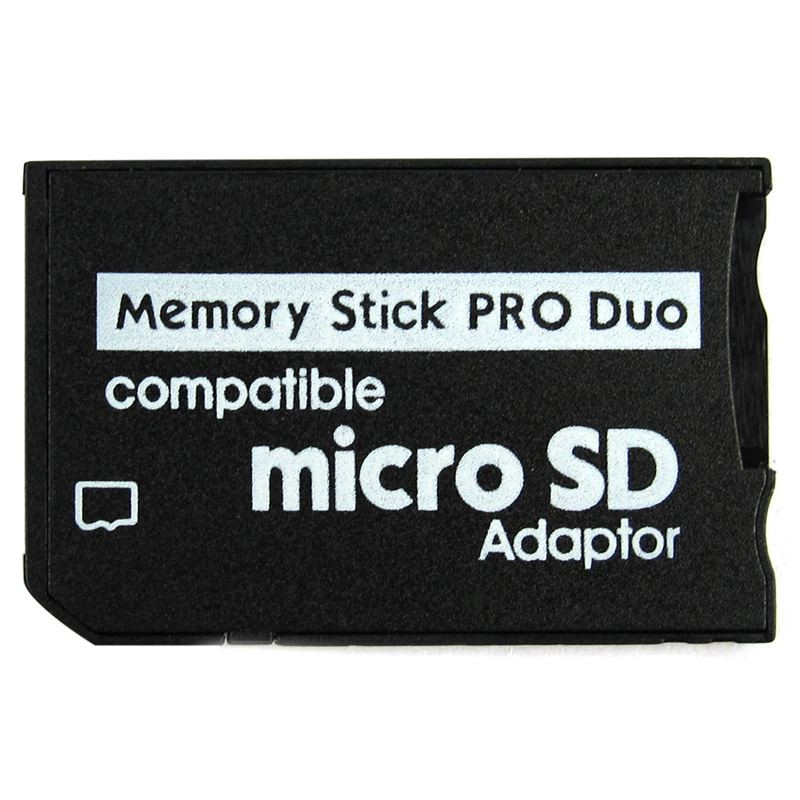 Memory Stick PRO Duo
compatible
micro SD
Adaptor